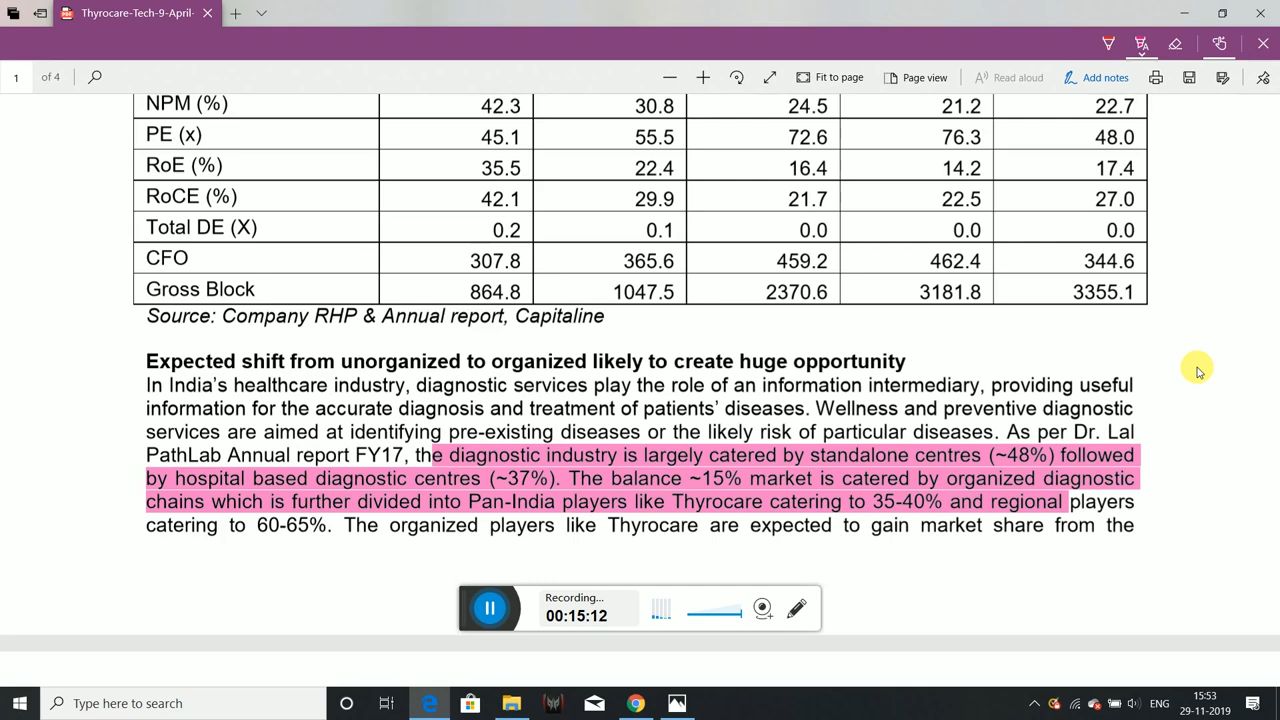 Thyrocare-Tech-9-April-
1 of 4 Fit to page Page view Read aloud Add notes
NPM (%) 42.3 30.8 24.5 21.2 22.7
PE (x) 45.1 55.5 72.6 76.3 48.0
RoE (%) 35.5 22.4 16.4 14.2 17.4
RoCE (%) 42.1 29.9 21.7 22.5 27.0
Total DE (X) 0.2 0.1 0.0 0.0 0.0
CFO 307.8 365.6 459.2 462.4 344.6
Gross Block 864.8 1047.5 2370.6 3181.8 3355.1
Source: Company RHP & Annual report, Capitaline
Expected shift from unorganized to organized likely to create huge opportunity
In India's healthcare industry, diagnostic services play the role of an information intermediary, providing useful
information for the accurate diagnosis and treatment of patients' diseases. Wellness and preventive diagnostic
services are aimed at identifying pre-existing diseases or the likely risk of particular diseases. As per Dr. Lal
PathLab Annual report FY17, the diagnostic industry is largely catered by standalone centres (~48%) followed
by hospital based diagnostic centres (~37%). The balance ~15% market is catered by organized diagnostic
chains which is further divided into Pan-India players like Thyrocare catering to 35-40% and regional players
catering to 60-65%. The organized players like Thyrocare are expected to gain market share from the
Recording...
00:15:12
Type here to search
ENG
15:53
29-11-2019